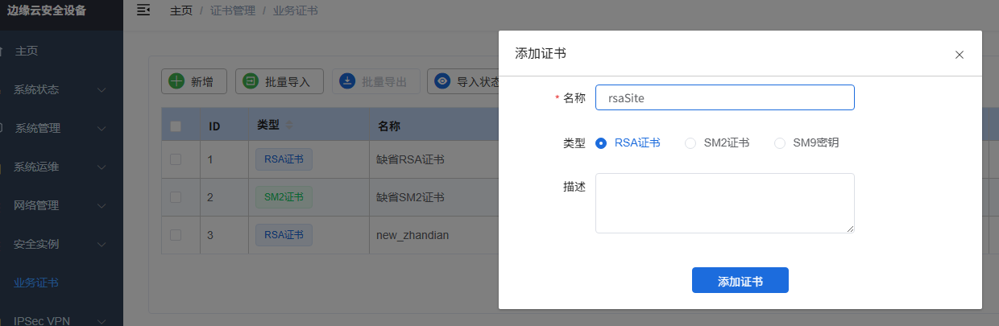 边缘云安全设备
主页 / 证书管理 / 业务证书
主页
系统状态
系统管理
系统运维
网络管理
安全实例
业务证书
IPSec VPN
新增 批量导入 批量导出 导入状态
ID 类型 名称
1 RSA证书 缺省RSA证书
2 SM2证书 缺省SM2证书
3 RSA证书 new_zhandian
添加证书
* 名称 rsaSite
类型 RSA证书 SM2证书 SM9密钥
描述
添加证书